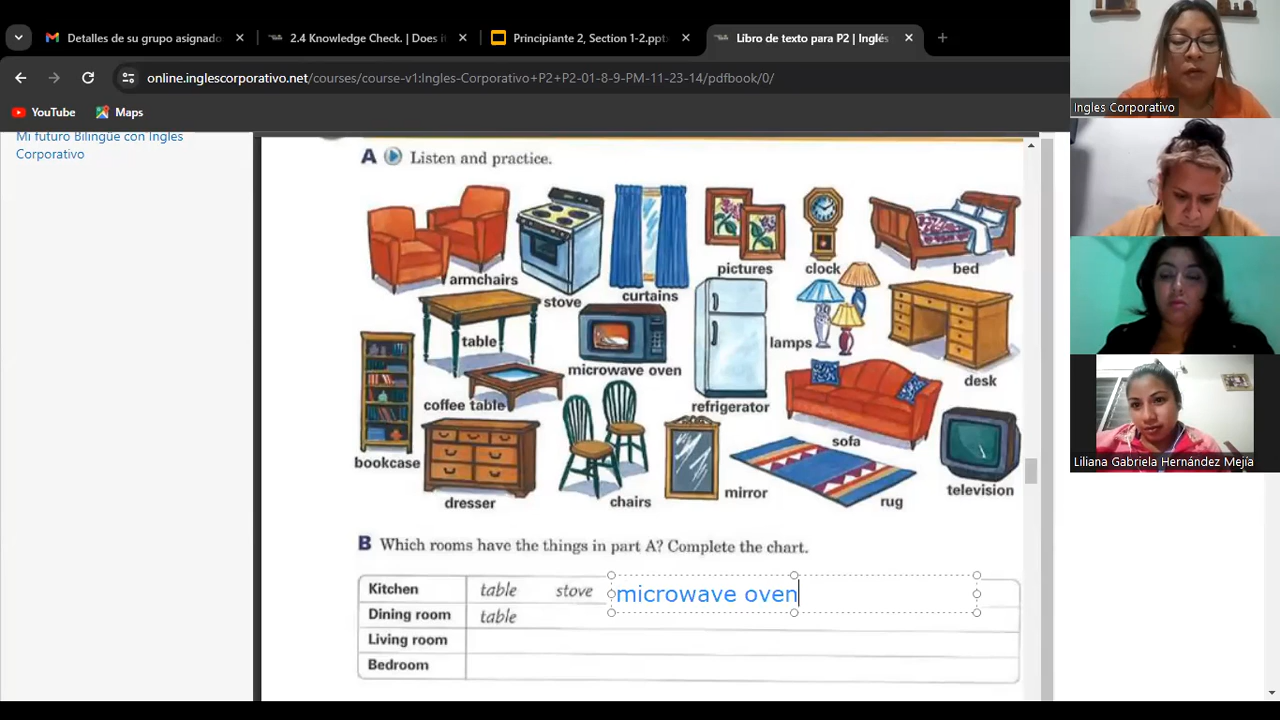 Detalles de su grupo asignado
2.4 Knowledge Check. | Does it
Principiante 2, Section 1-2.ppt
Libro de texto para P2 | Inglés
online.inglescorporativo.net/courses/course-v1:Ingles-Corporativo+P2+P2-01-8-9-PM-11-23-14/pdfbook/0/
YouTube
Maps
Mi futuro Bilingüe con Ingles
Corporativo
A Listen and practice.
armchairs
stove
curtains
pictures
clock
bed
table
microwave oven
refrigerator
lamps
desk
coffee table
sofa
bookcase
dresser
chairs
mirror
rug
television
B Which rooms have the things in part A? Complete the chart.
Kitchen table stove microwave oven
Dining room table
Living room
Bedroom
Ingles Corporativo
Liliana Gabriela Hernández Mejía